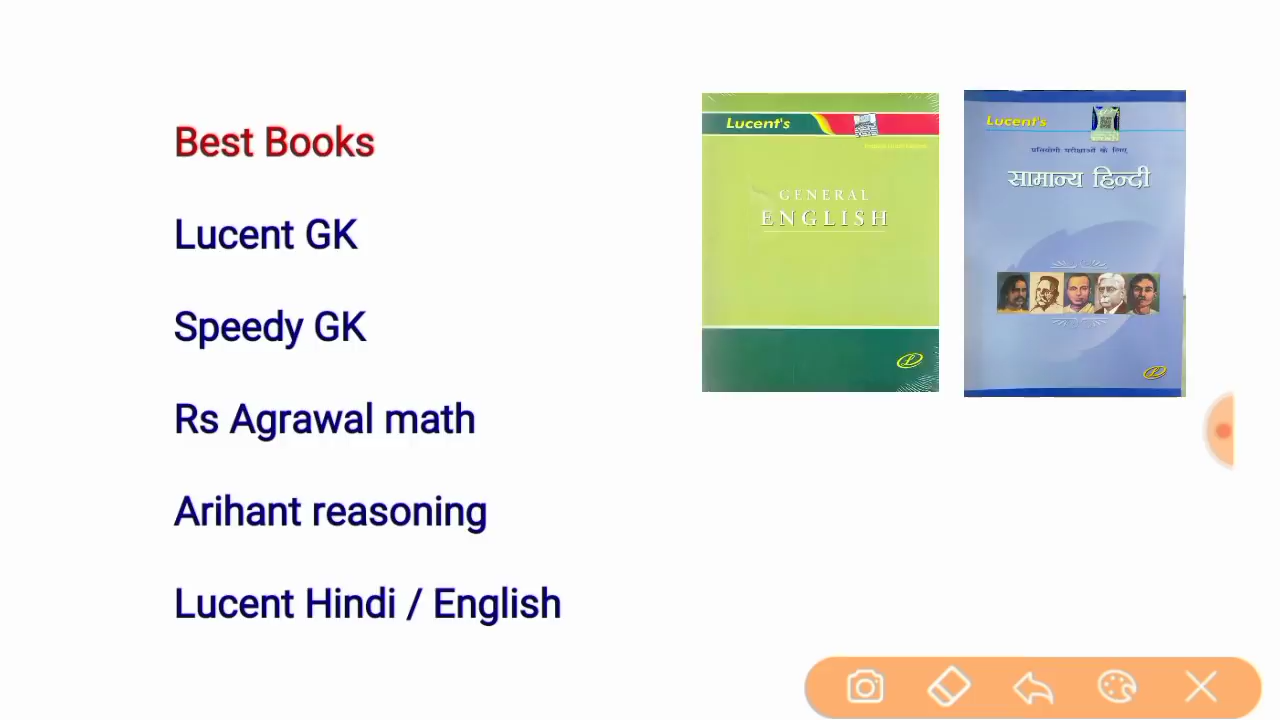 Best Books
Lucent GK
Speedy GK
Rs Agrawal math
Arihant reasoning
Lucent Hindi / English
Lucent's
GENERAL
ENGLISH
Lucent's
प्रतियोगी परीक्षाओं के लिए
सामान्य हिन्दी